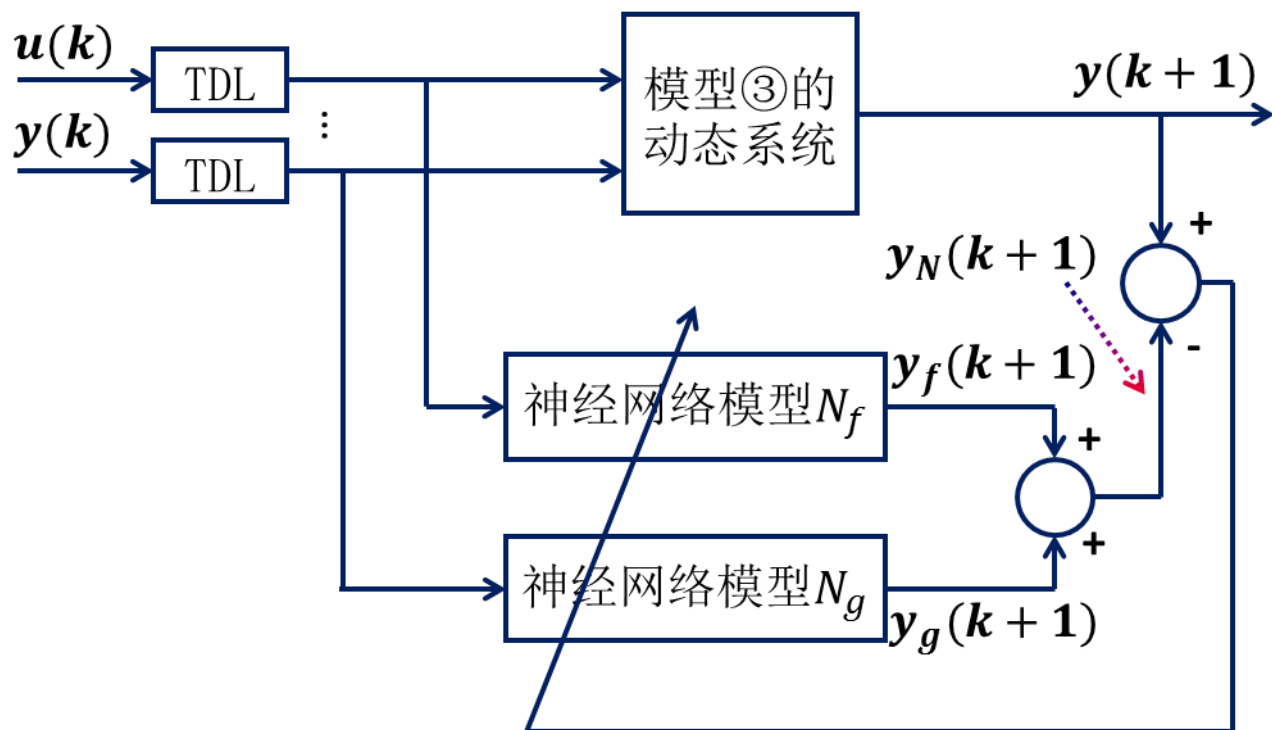 u(k)
TDL
y(k)
TDL
⋮
模型③的
动态系统
y(k + 1)
+
y_N(k + 1)
-
神经网络模型N_f
y_f(k + 1)
+
+
神经网络模型N_g
y_g(k + 1)